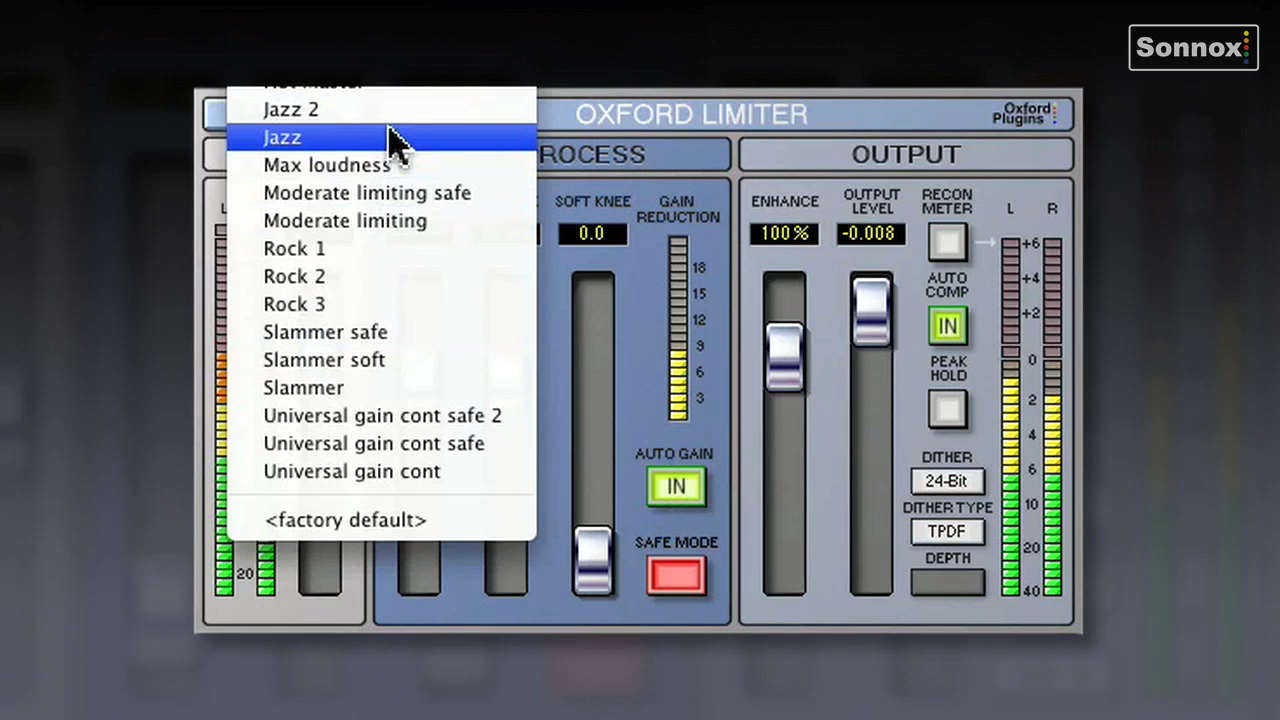 Sonnox
Jazz 2
Jazz
Max loudness
Moderate limiting safe
Moderate limiting
Rock 1
Rock 2
Rock 3
Slammer safe
Slammer soft
Slammer
Universal gain cont safe 2
Universal gain cont safe
Universal gain cont
<factory default>
20
OXFORD LIMITER
Oxford
Plugins
ROCESS
SOFT KNEE
0.0
GAIN
REDUCTION
18
15
12
9
6
3
AUTO GAIN
IN
SAFE MODE
OUTPUT
ENHANCE
100%
OUTPUT
LEVEL
-0.008
RECON
METER
AUTO
COMP
IN
PEAK
HOLD
DITHER
24-Bit
DITHER TYPE
TPDF
DEPTH
L
R
+6
+4
+2
0
2
4
6
10
20
40